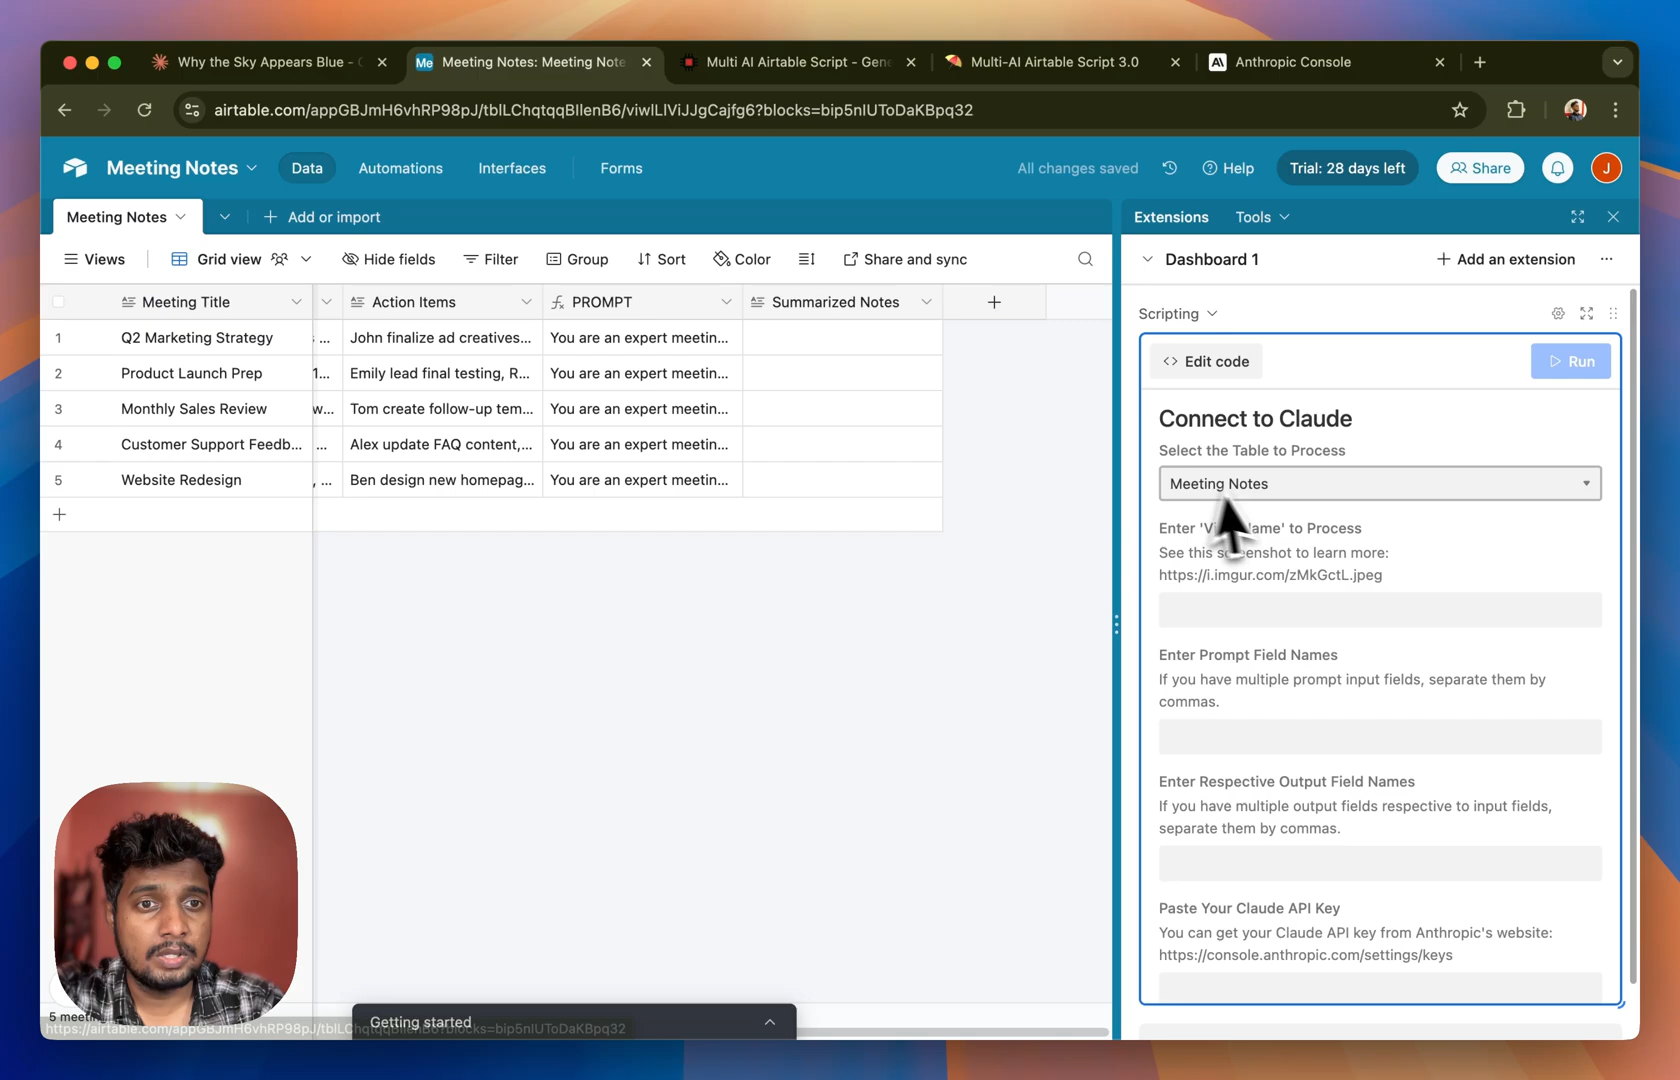 Why the Sky Appears Blue -
Meeting Notes: Meeting Note
Multi AI Airtable Script - Gene
Multi-AI Airtable Script 3.0
Anthropic Console
airtable.com/appGBJmH6vhRP98pJ/tblLChqtqqBIlenB6/viwlLlViJJgCajfg6?blocks=bip5nlUToDaKBpq32
Meeting Notes
Data
Automations
Interfaces
Forms
All changes saved
Help
Trial: 28 days left
Share
J
Meeting Notes
Add or import
Extensions
Tools
Views
Grid view
Hide fields
Filter
Group
Sort
Color
Share and sync
Dashboard 1
Add an extension
Meeting Title
Action Items
PROMPT
Summarized Notes
1 Q2 Marketing Strategy ... John finalize ad creatives... You are an expert meetin...
2 Product Launch Prep 1... Emily lead final testing, R... You are an expert meetin...
3 Monthly Sales Review w... Tom create follow-up tem... You are an expert meetin...
4 Customer Support Feedb... ... Alex update FAQ content,... You are an expert meetin...
5 Website Redesign , ... Ben design new homepag... You are an expert meetin...
Scripting
Edit code
Run
Connect to Claude
Select the Table to Process
Meeting Notes
Enter 'Vi ame' to Process
See this screenshot to learn more:
https://i.imgur.com/zMkGctL.jpeg
Enter Prompt Field Names
If you have multiple prompt input fields, separate them by
commas.
Enter Respective Output Field Names
If you have multiple output fields respective to input fields,
separate them by commas.
Paste Your Claude API Key
You can get your Claude API key from Anthropic's website:
https://console.anthropic.com/settings/keys
Getting started
5 meeti